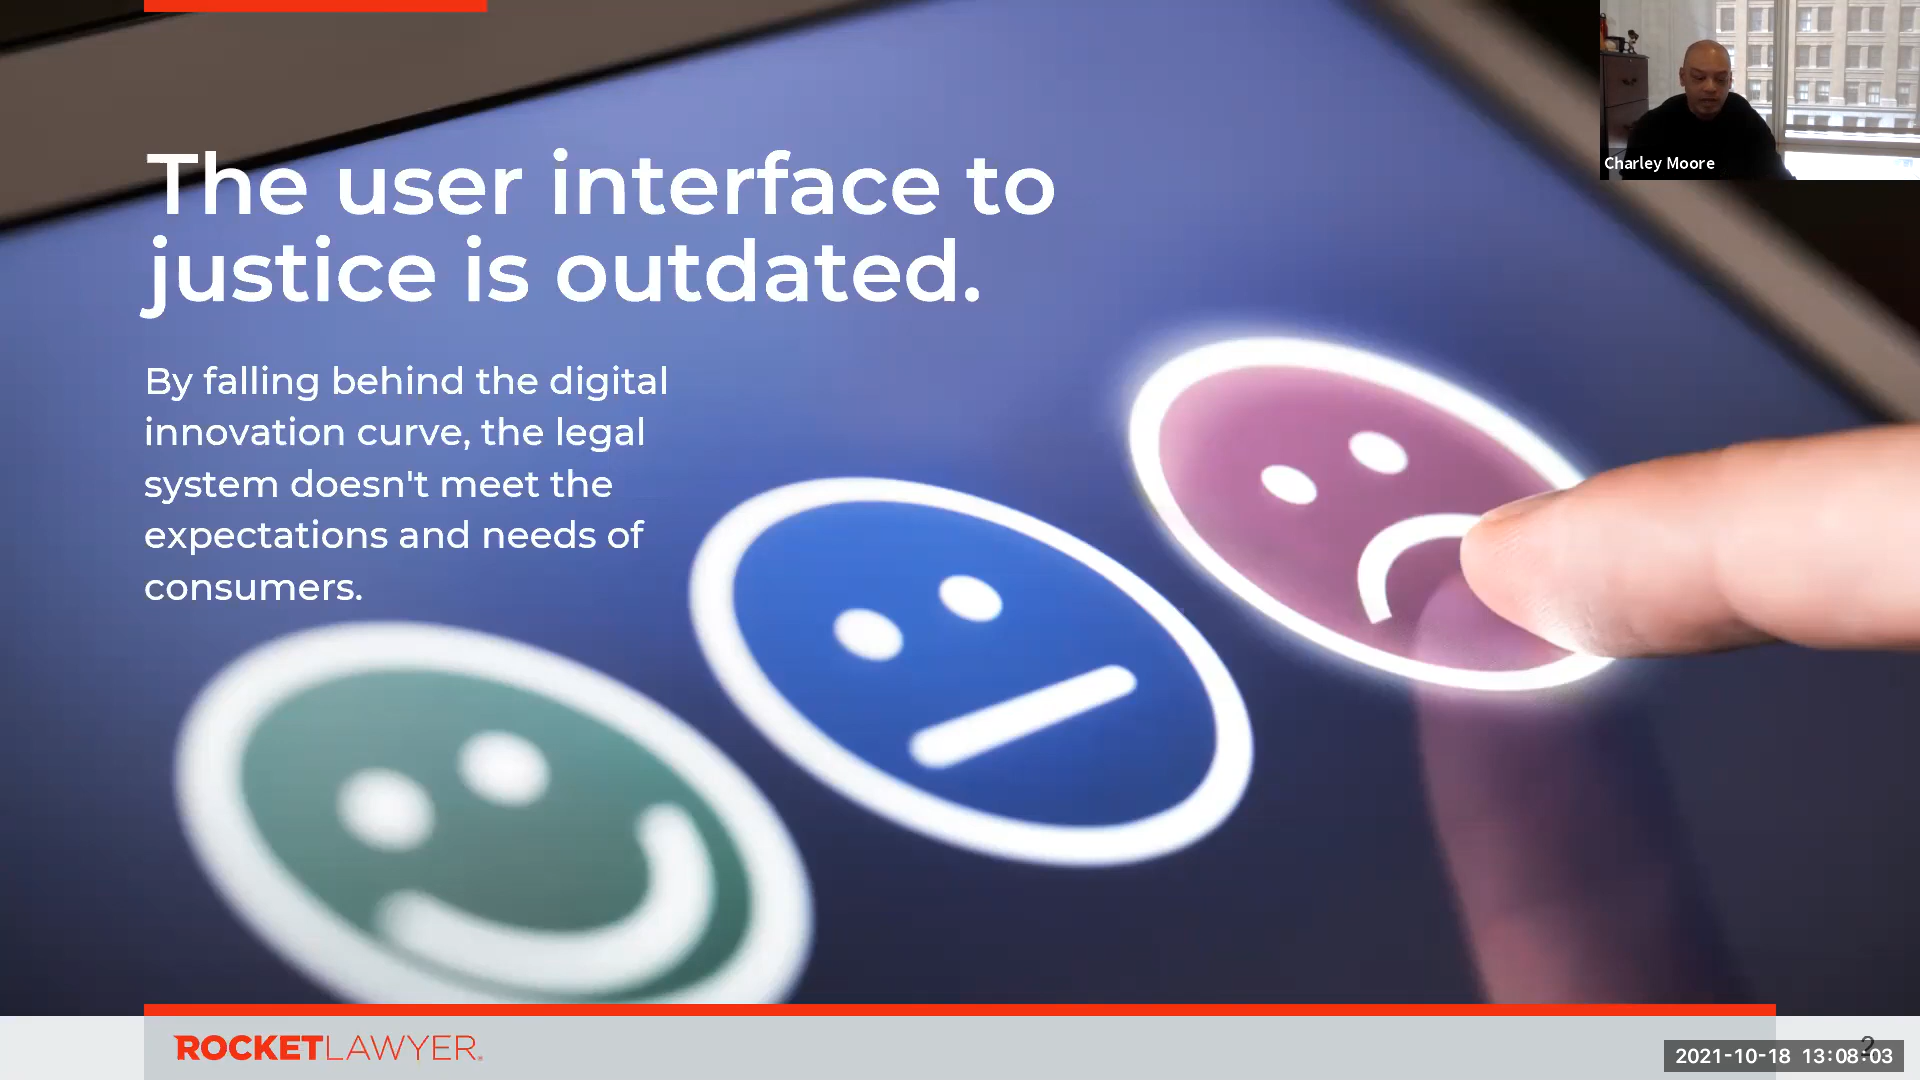 The user interface to
justice is outdated.
By falling behind the digital
innovation curve, the legal
system doesn't meet the
expectations and needs of
consumers.
Charley Moore
ROCKETLAWYER.
2
2021-10-18 13:08:03